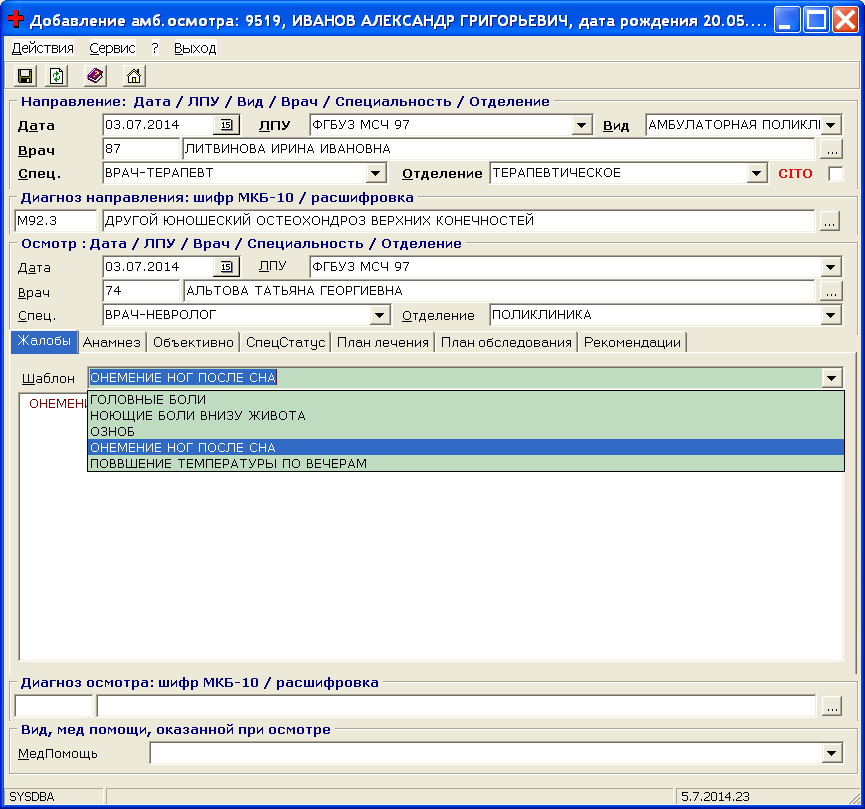 Добавление амб.осмотра: 9519, ИВАНОВ АЛЕКСАНДР ГРИГОРЬЕВИЧ, дата рождения 20.05....
Действия Сервис ? Выход
Направление: Дата / ЛПУ / Вид / Врач / Специальность / Отделение
Дата 03.07.2014 15 ЛПУ ФГБУЗ МСЧ 97 Вид АМБУЛАТОРНАЯ ПОЛИКЛ
Врач 87 ЛИТВИНОВА ИРИНА ИВАНОВНА ...
Спец. ВРАЧ-ТЕРАПЕВТ Отделение ТЕРАПЕВТИЧЕСКОЕ CITO
Диагноз направления: шифр МКБ-10 / расшифровка
M92.3 ДРУГОЙ ЮНОШЕСКИЙ ОСТЕОХОНДРОЗ ВЕРХНИХ КОНЕЧНОСТЕЙ ...
Осмотр : Дата / ЛПУ / Врач / Специальность / Отделение
Дата 03.07.2014 15 ЛПУ ФГБУЗ МСЧ 97
Врач 74 АЛЬТОВА ТАТЬЯНА ГЕОРГИЕВНА ...
Спец. ВРАЧ-НЕВРОЛОГ Отделение ПОЛИКЛИНИКА
Жалобы Анамнез Объективно СпецСтатус План лечения План обследования Рекомендации
Шаблон ОНЕМЕНИЕ НОГ ПОСЛЕ СНА
ОНЕМЕН
ГОЛОВНЫЕ БОЛИ
НОЮЩИЕ БОЛИ ВНИЗУ ЖИВОТА
ОЗНОБ
ОНЕМЕНИЕ НОГ ПОСЛЕ СНА
ПОВВШЕНИЕ ТЕМПЕРАТУРЫ ПО ВЕЧЕРАМ
Диагноз осмотра: шифр МКБ-10 / расшифровка
...
Вид, мед помощи, оказанной при осмотре
МедПомощь
SYSDBA 5.7.2014.23